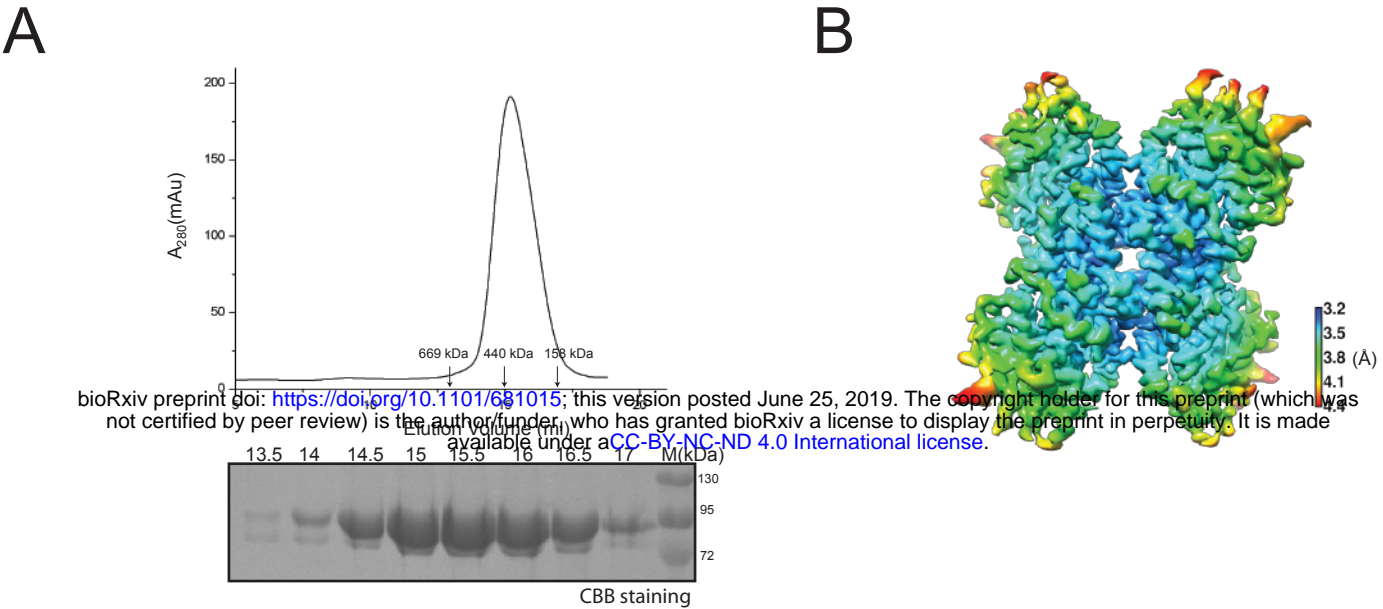 A
B
200
150
100
50
0
A280(mAu)
669 kDa 440 kDa 158 kDa
5 10 15 20
Elution Volume (ml)
3.2
3.5
3.8 (Å)
4.1
4.4
bioRxiv preprint doi: https://doi.org/10.1101/681015; this version posted June 25, 2019. The copyright holder for this preprint (which was
not certified by peer review) is the author/funder, who has granted bioRxiv a license to display the preprint in perpetuity. It is made
available under aCC-BY-NC-ND 4.0 International license.
13.5 14 14.5 15 15.5 16 16.5 17 M(kDa)
130
95
72
CBB staining